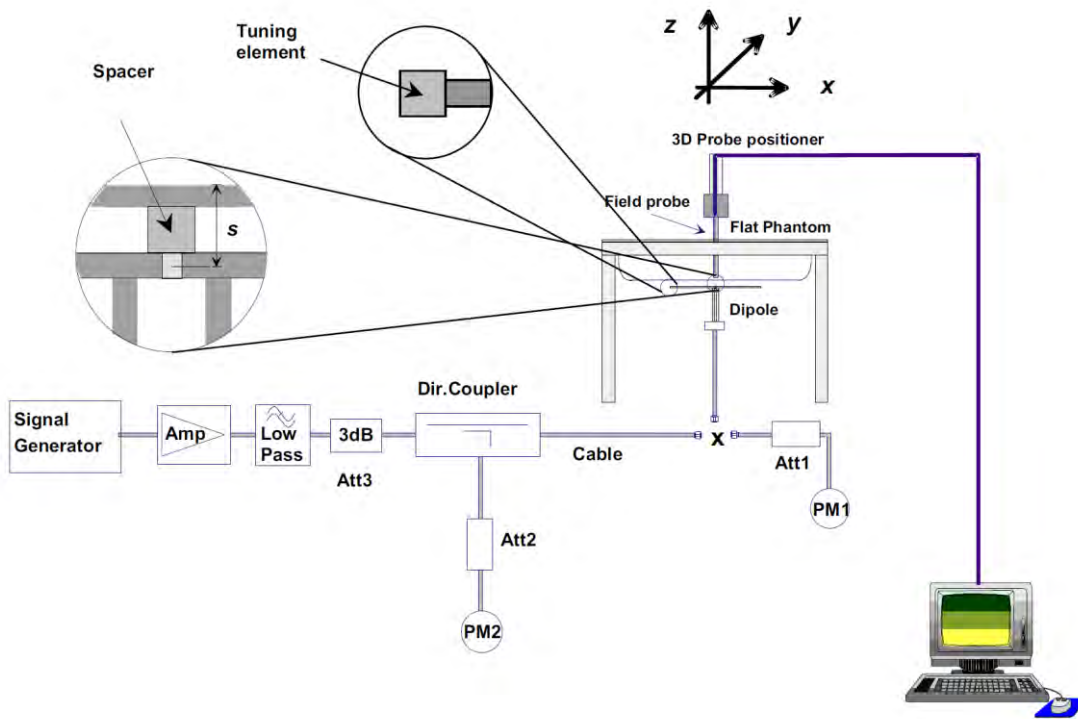 Tuning
element
Spacer
z
y
x
3D Probe positioner
Field probe
Flat Phantom
s
Dipole
Dir.Coupler
Signal
Generator
Amp
Low
Pass
3dB
Att3
Cable
x
Att1
PM1
Att2
PM2